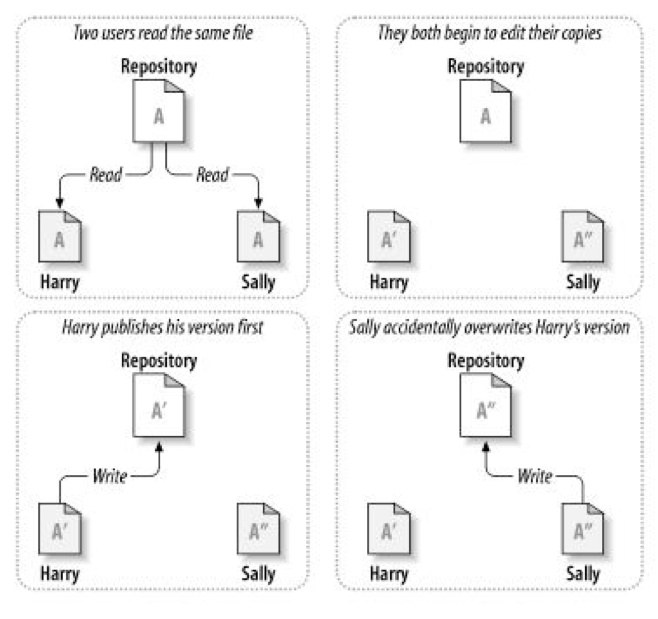 Two users read the same file
Repository
A
Read
Read
A
A
Harry
Sally
They both begin to edit their copies
Repository
A
A′
A″
Harry
Sally
Harry publishes his version first
Repository
A′
Write
A′
A″
Harry
Sally
Sally accidentally overwrites Harry's version
Repository
A″
Write
A′
A″
Harry
Sally